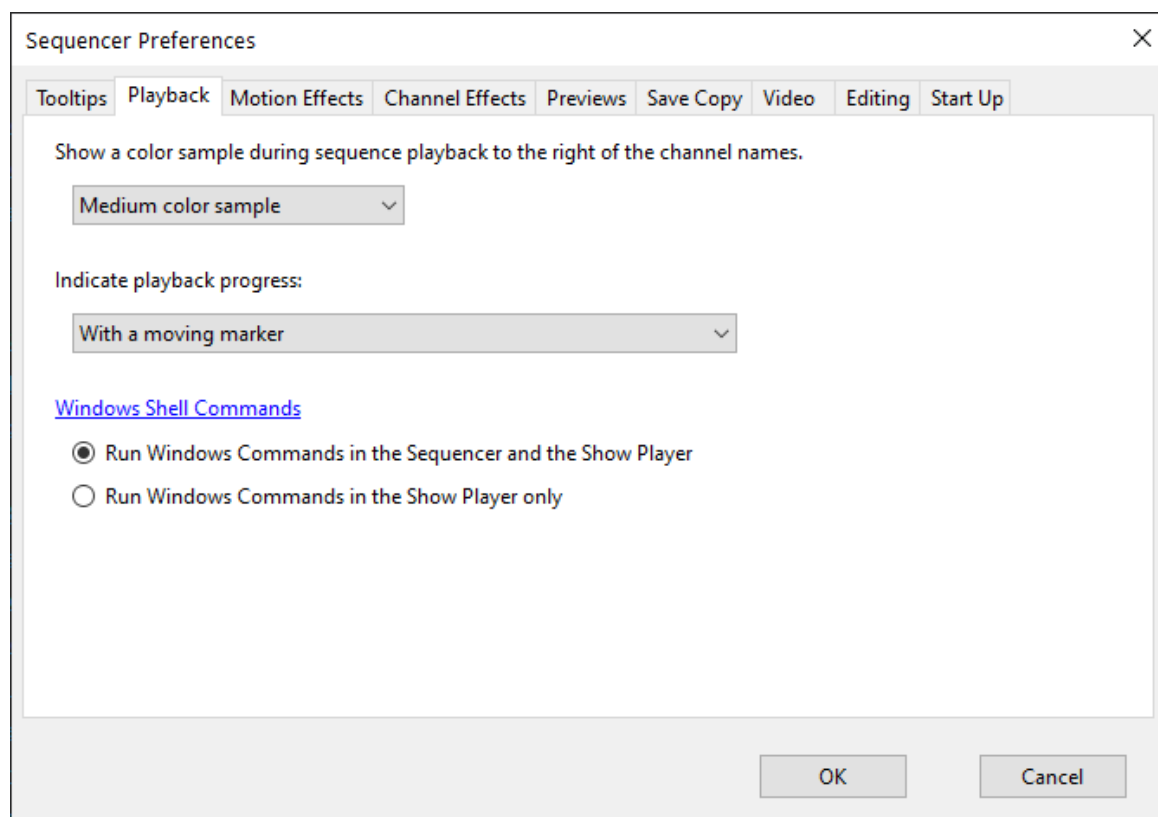 Sequencer Preferences
Tooltips Playback Motion Effects Channel Effects Previews Save Copy Video Editing Start Up
Show a color sample during sequence playback to the right of the channel names.
Medium color sample
Indicate playback progress:
With a moving marker
Windows Shell Commands
Run Windows Commands in the Sequencer and the Show Player
Run Windows Commands in the Show Player only
OK Cancel